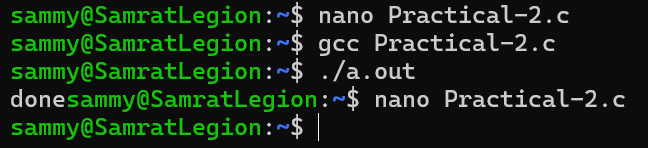 sammy@SamratLegion:~$ nano Practical-2.c
sammy@SamratLegion:~$ gcc Practical-2.c
sammy@SamratLegion:~$ ./a.out
donesammy@SamratLegion:~$ nano Practical-2.c
sammy@SamratLegion:~$